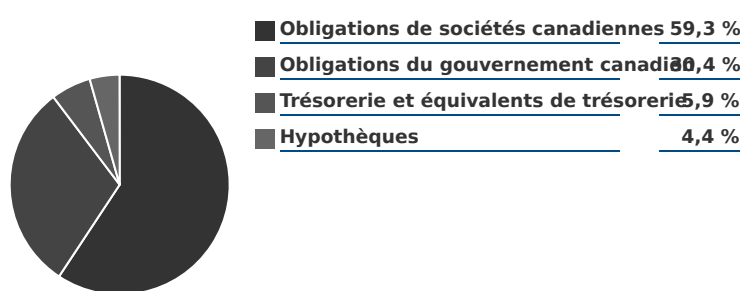 Obligations de sociétés canadiennes 59,3 %
Obligations du gouvernement canadien 30,4 %
Trésorerie et équivalents de trésorerie 5,9 %
Hypothèques 4,4 %